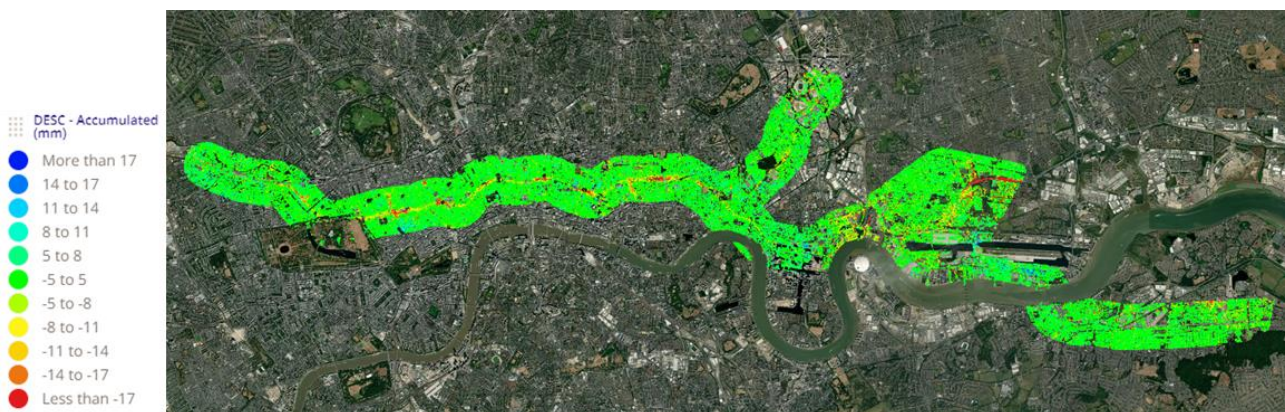 DESC - Accumulated
(mm)
More than 17
14 to 17
11 to 14
8 to 11
5 to 8
-5 to 5
-5 to -8
-8 to -11
-11 to -14
-14 to -17
Less than -17